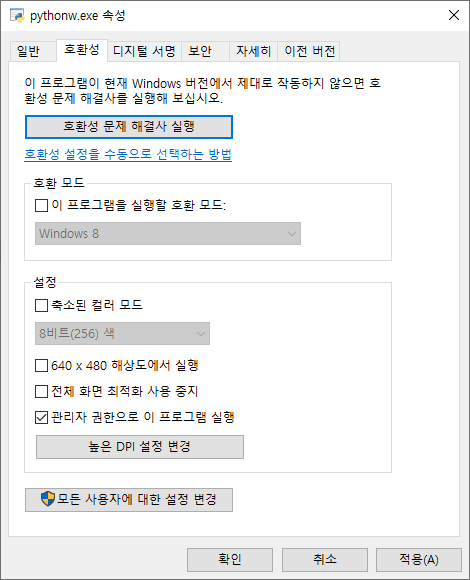 pythonw.exe 속성
일반 호환성 디지털 서명 보안 자세히 이전 버전
이 프로그램이 현재 Windows 버전에서 제대로 작동하지 않으면 호
환성 문제 해결사를 실행해 보십시오.
호환성 문제 해결사 실행
호환성 설정을 수동으로 선택하는 방법
호환 모드
이 프로그램을 실행할 호환 모드:
Windows 8
설정
축소된 컬러 모드
8비트(256) 색
640 x 480 해상도에서 실행
전체 화면 최적화 사용 중지
관리자 권한으로 이 프로그램 실행
높은 DPI 설정 변경
모든 사용자에 대한 설정 변경
확인 취소 적용(A)